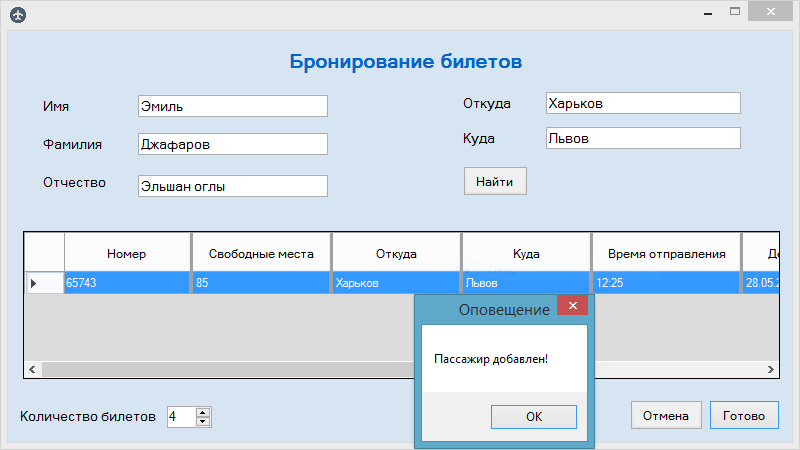 Бронирование билетов
Имя Эмиль
Фамилия Джафаров
Отчество Эльшан оглы
Откуда Харьков
Куда Львов
Найти
Номер Свободные места Откуда Куда Время отправления
65743 85 Харьков Львов 12:25 28.05.2
Оповещение
Пассажир добавлен!
OK
Количество билетов 4
Отмена Готово